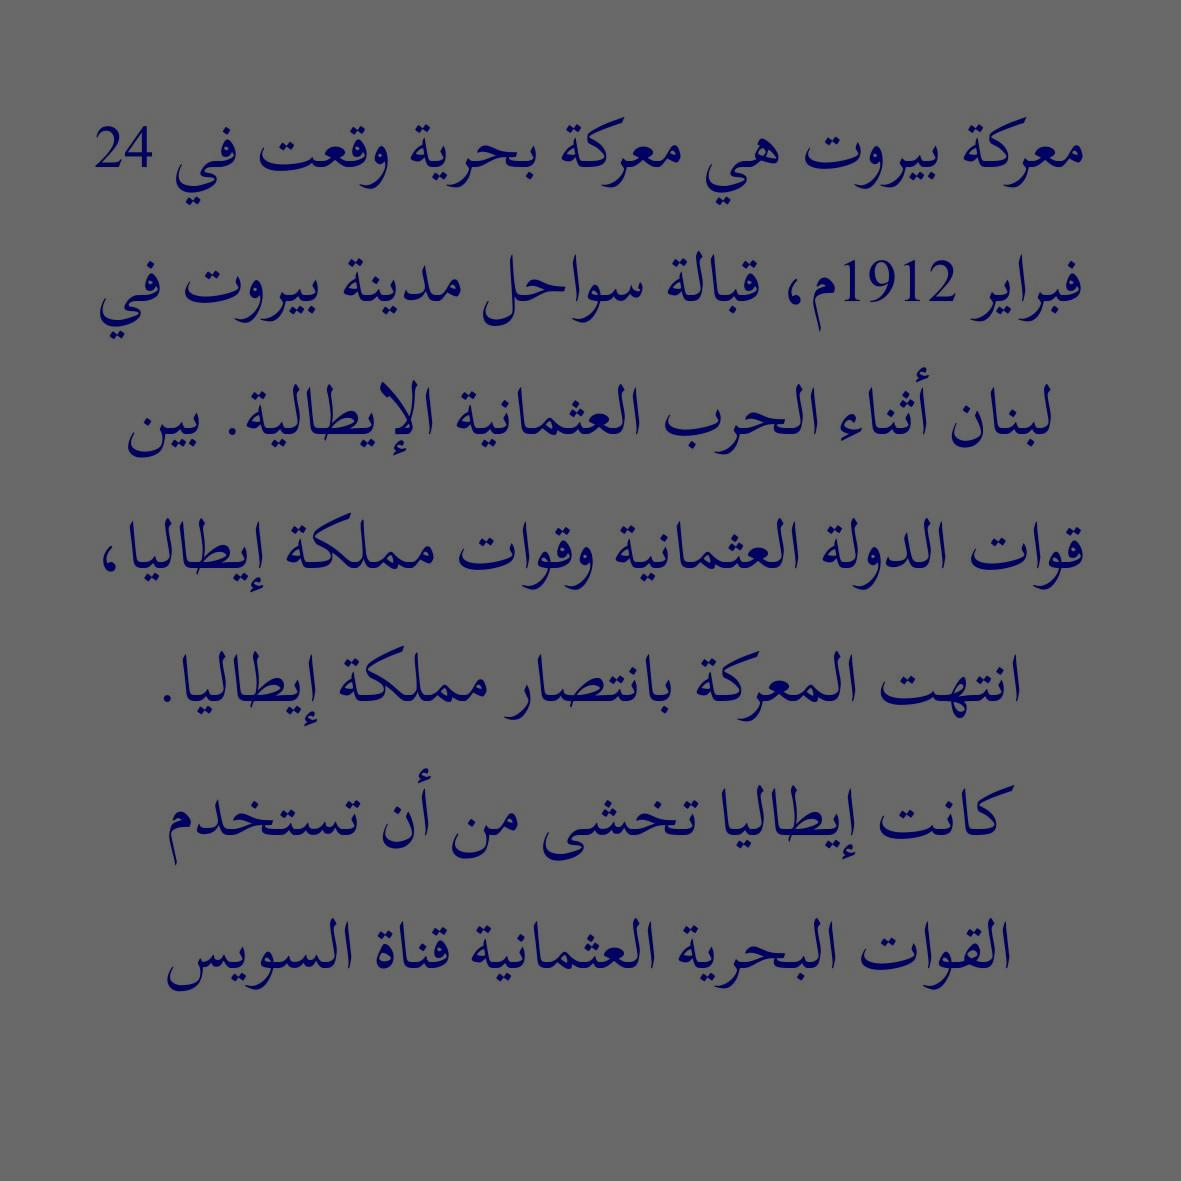 معركة بيروت هي معركة بحرية وقعت في 24
فبراير 1912م، قبالة سواحل مدينة بيروت في
لبنان أثناء الحرب العثمانية الإيطالية. بين
قوات الدولة العثمانية وقوات مملكة إيطاليا،
انتهت المعركة بانتصار مملكة إيطاليا.
كانت إيطاليا تخشى من أن تستخدم
القوات البحرية العثمانية قناة السويس